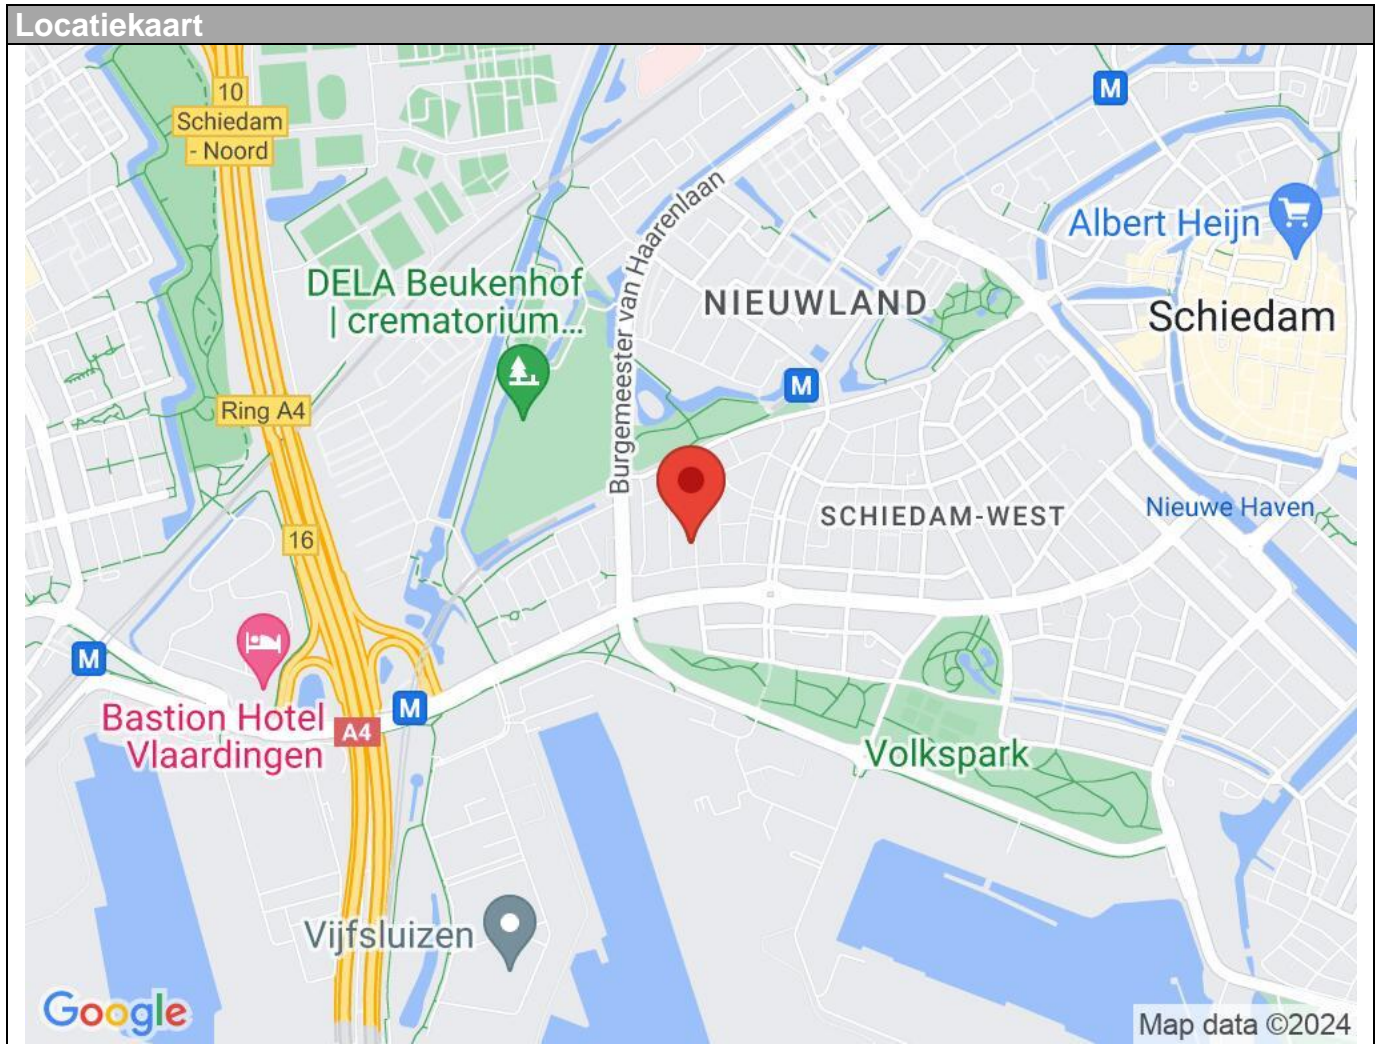 Locatiekaart
10
Schiedam
- Noord
M
Albert Heijn
DELA Beukenhof
| crematorium...
Burgemeester van Haarenlaan
NIEUWLAND
Schiedam
M
Ring A4
SCHIEDAM-WEST
Nieuwe Haven
16
M
M
Bastion Hotel
Vlaardingen
A4
Volkspark
Vijfsluizen
Google
Map data ©2024